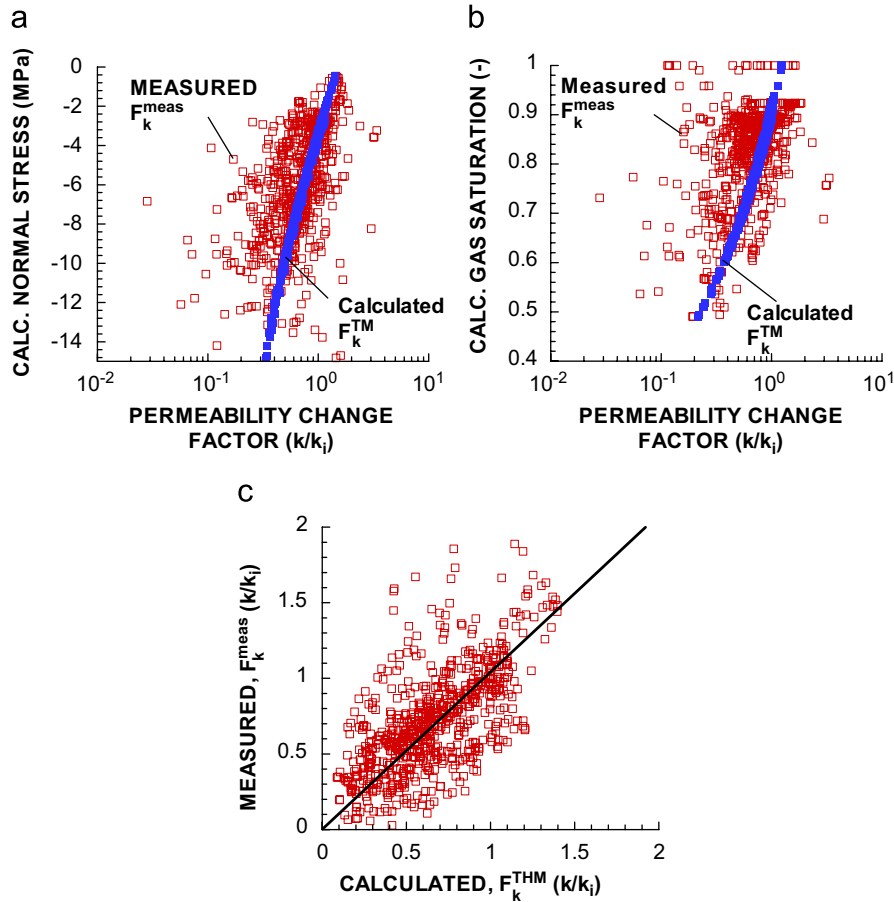 a
CALC. NORMAL STRESS (MPa)
0
-2
-4
-6
-8
-10
-12
-14
MEASURED
F_k^meas
Calculated
F_k^TM
10^-2
10^-1
10^0
10^1
PERMEABILITY CHANGE
FACTOR (k/k_i)
b
CALC. GAS SATURATION (-)
1
0.9
0.8
0.7
0.6
0.5
0.4
Measured
F_k^meas
Calculated
F_k^TM
10^-2
10^-1
10^0
10^1
PERMEABILITY CHANGE
FACTOR (k/k_i)
c
MEASURED, F_k^meas (k/k_i)
2
1.5
1
0.5
0
0
0.5
1
1.5
2
CALCULATED, F_k^THM (k/k_i)